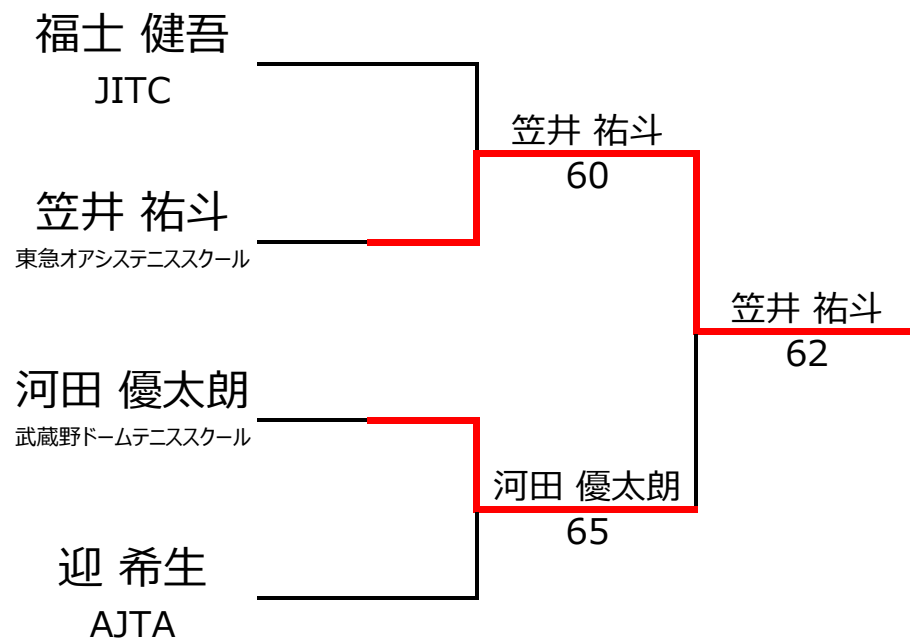 福士 健吾
JITC
笠井 祐斗
60
笠井 祐斗
東急オアシステニススクール
笠井 祐斗
62
河田 優太朗
武蔵野ドームテニススクール
河田 優太朗
65
迎 希生
AJTA